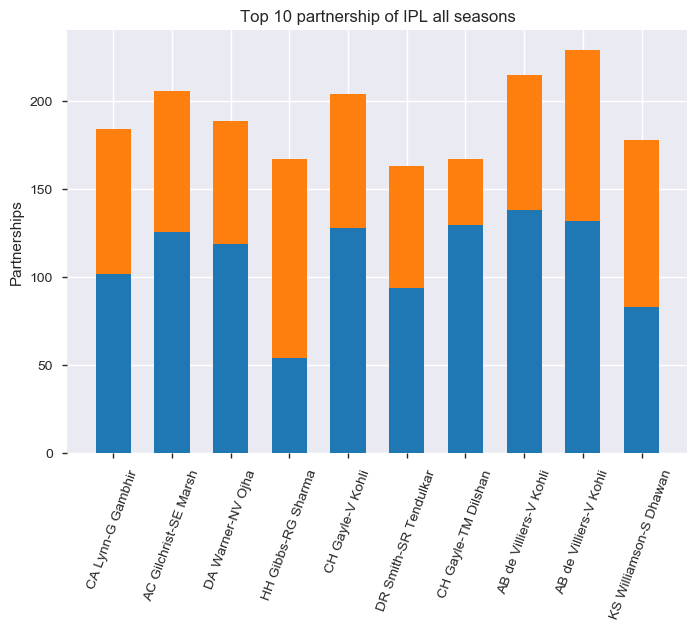 Top 10 partnership of IPL all seasons
Partnerships
200
150
100
50
0
CA Lynn-G Gambhir
AC Gilchrist-SE Marsh
DA Warner-NV Ojha
HH Gibbs-RG Sharma
CH Gayle-V Kohli
DR Smith-SR Tendulkar
CH Gayle-TM Dilshan
AB de Villiers-V Kohli
AB de Villiers-V Kohli
KS Williamson-S Dhawan